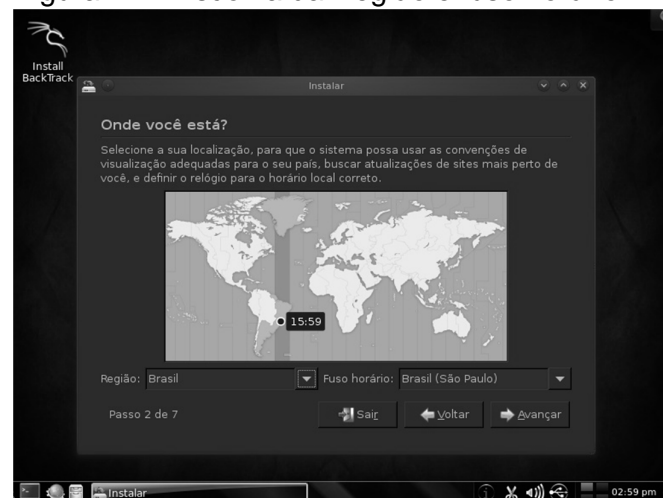 Install
BackTrack
Instalar
Onde você está?
Selecione a sua localização, para que o sistema possa usar as convenções de
visualização adequadas para o seu país, buscar atualizações de sites mais perto de
você, e definir o relógio para o horário local correto.
15:59
Região: Brasil Fuso horário: Brasil (São Paulo)
Passo 2 de 7 Sair Voltar Avançar
Instalar 02:59 pm